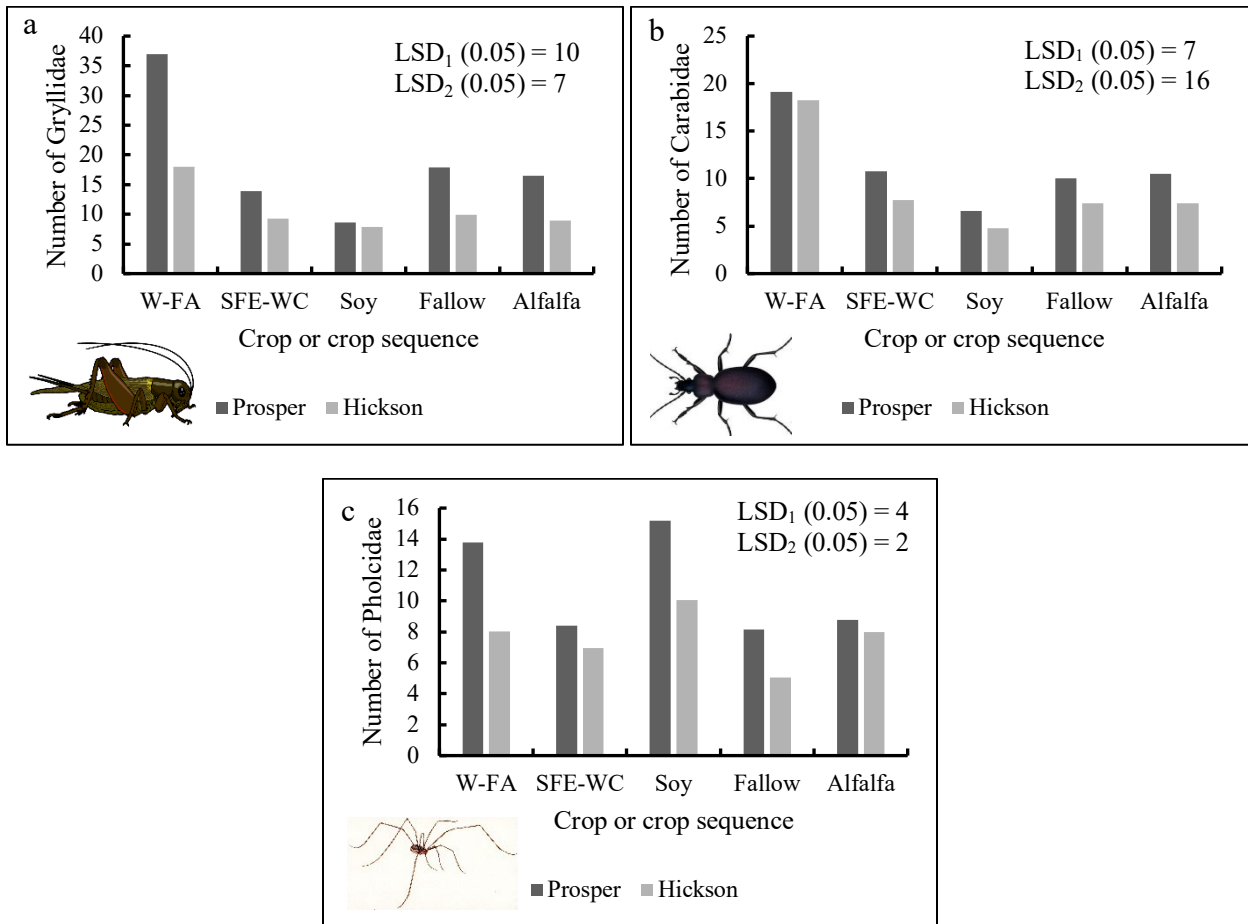 a
LSD₁ (0.05) = 10
LSD₂ (0.05) = 7
Number of Gryllidae
40
35
30
25
20
15
10
5
0
W-FA SFE-WC Soy Fallow Alfalfa
Crop or crop sequence
Prosper Hickson
b
LSD₁ (0.05) = 7
LSD₂ (0.05) = 16
Number of Carabidae
25
20
15
10
5
0
W-FA SFE-WC Soy Fallow Alfalfa
Crop or crop sequence
Prosper Hickson
c
LSD₁ (0.05) = 4
LSD₂ (0.05) = 2
Number of Pholcidae
16
14
12
10
8
6
4
2
0
W-FA SFE-WC Soy Fallow Alfalfa
Crop or crop sequence
Prosper Hickson